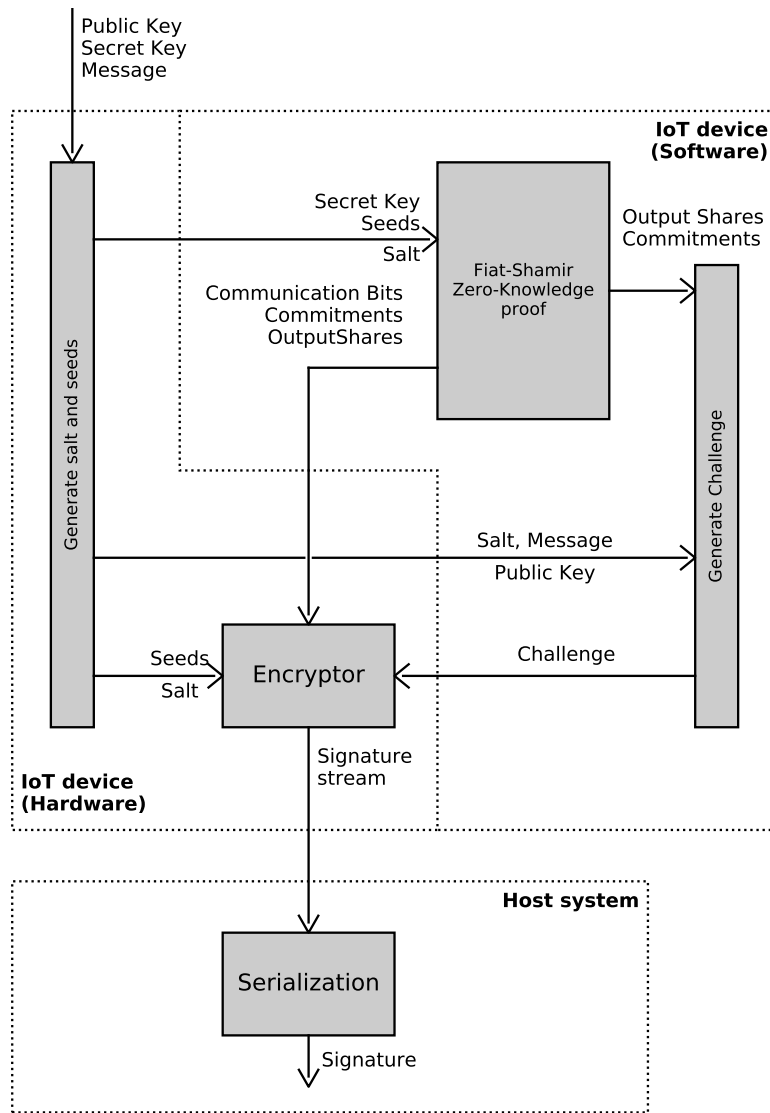 Public Key
Secret Key
Message
IoT device
(Software)
Secret Key
Seeds
Salt
Output Shares
Commitments
Fiat-Shamir
Zero-Knowledge
proof
Communication Bits
Commitments
OutputShares
Generate salt and seeds
Generate Challenge
Salt, Message
Public Key
Seeds
Salt
Encryptor
Challenge
Signature
stream
IoT device
(Hardware)
Host system
Serialization
Signature